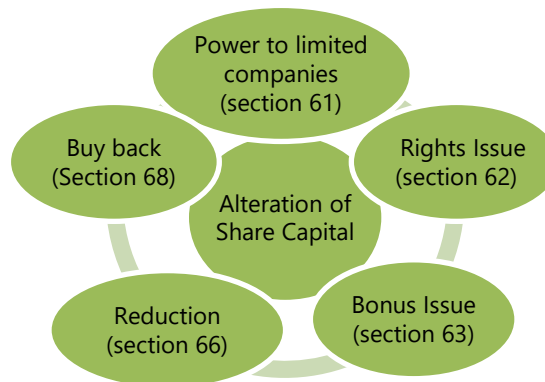 Power to limited
companies
(section 61)
Buy back
(Section 68)
Rights Issue
(section 62)
Alteration of
Share Capital
Reduction
(section 66)
Bonus Issue
(section 63)